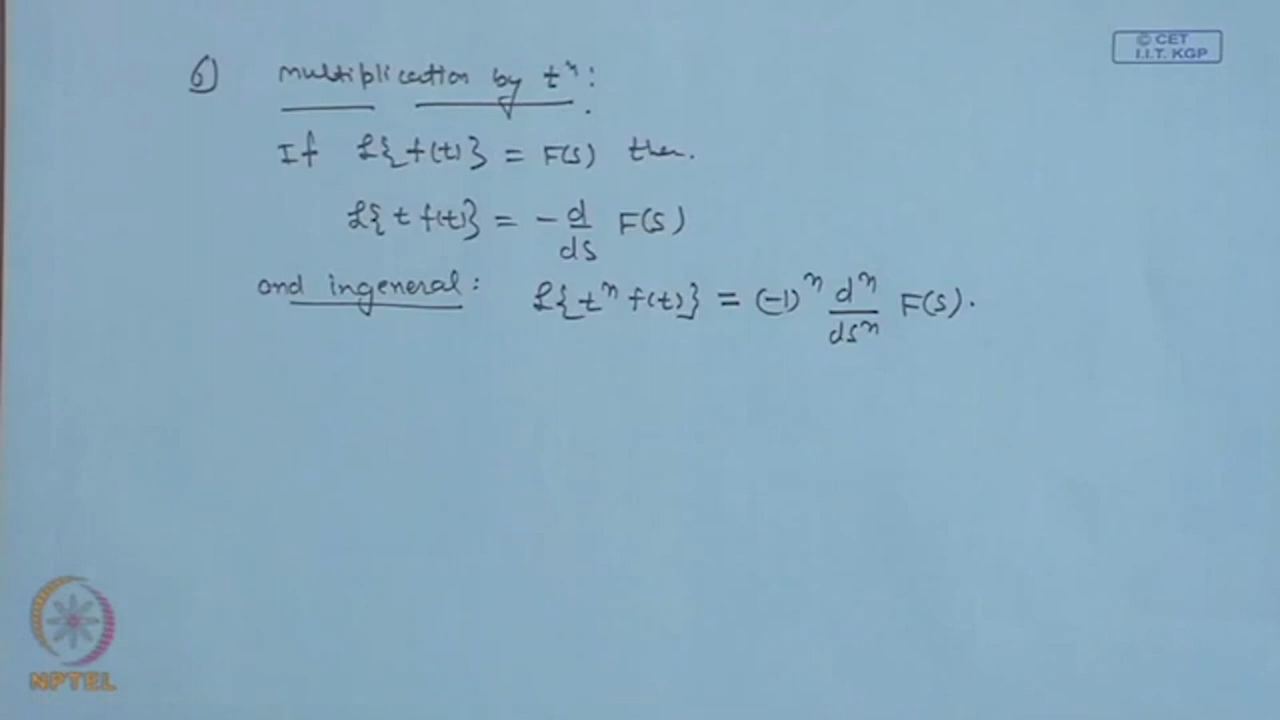 © CET
I.I.T. KGP
6) multiplication by tⁿ:
If ℒ{f(t)} = F(s) then.
ℒ{t f(t)} = -d/ds F(s)
and ingeneral: ℒ{tⁿ f(t)} = (-1)ⁿ dⁿ/dsⁿ F(s).
NPTEL